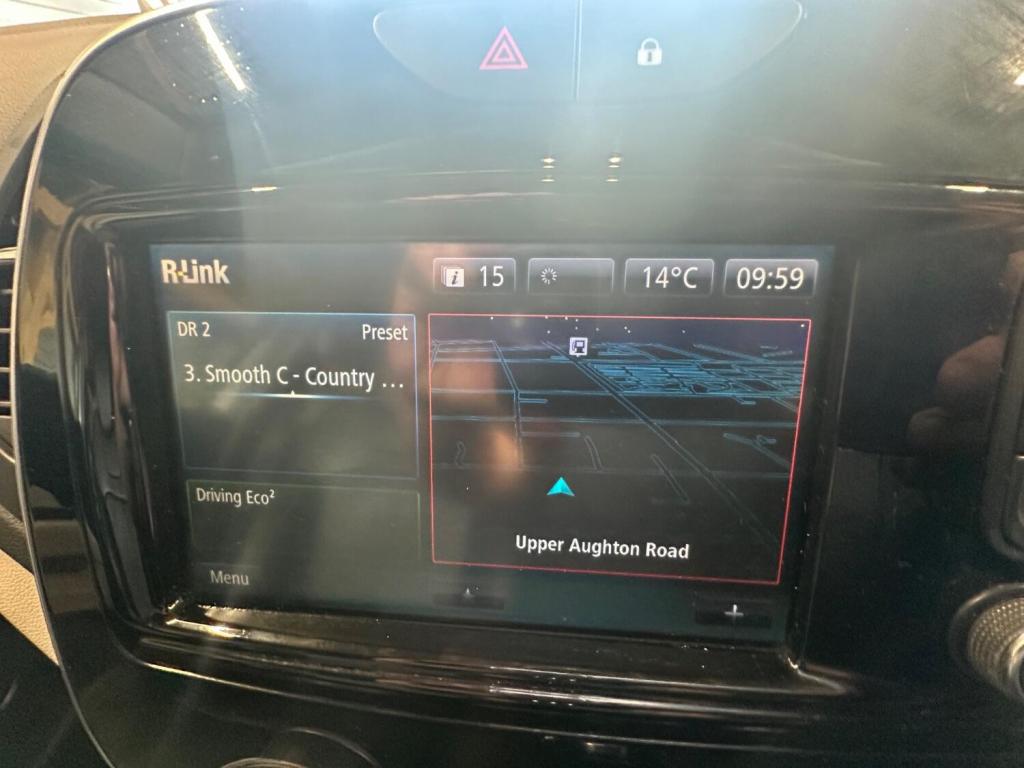 R-Link
15
14°C
09:59
DR 2
Preset
3. Smooth C - Country ...
Driving Eco²
Upper Aughton Road
Menu
+